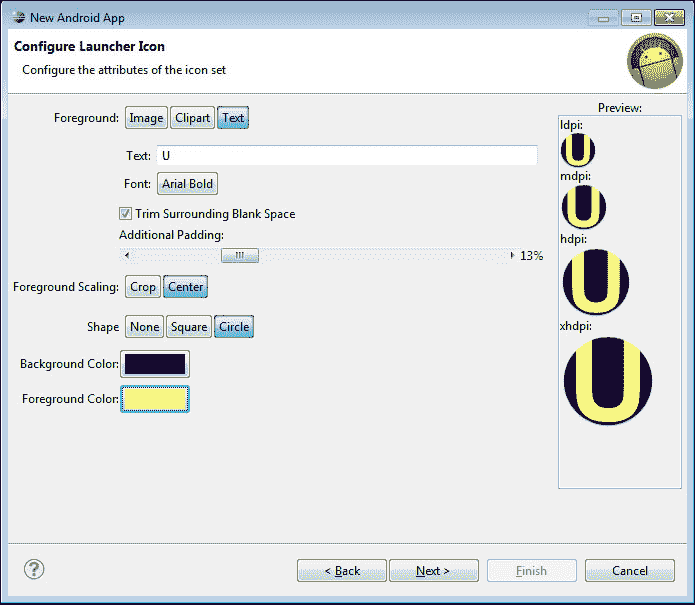 New Android App
Configure Launcher Icon
Configure the attributes of the icon set
Foreground: Image Clipart Text
Text: U
Font: Arial Bold
Trim Surrounding Blank Space
Additional Padding:
13%
Foreground Scaling: Crop Center
Shape None Square Circle
Background Color:
Foreground Color:
Preview:
ldpi:
U
mdpi:
U
hdpi:
U
xhdpi:
U
? < Back Next > Finish Cancel